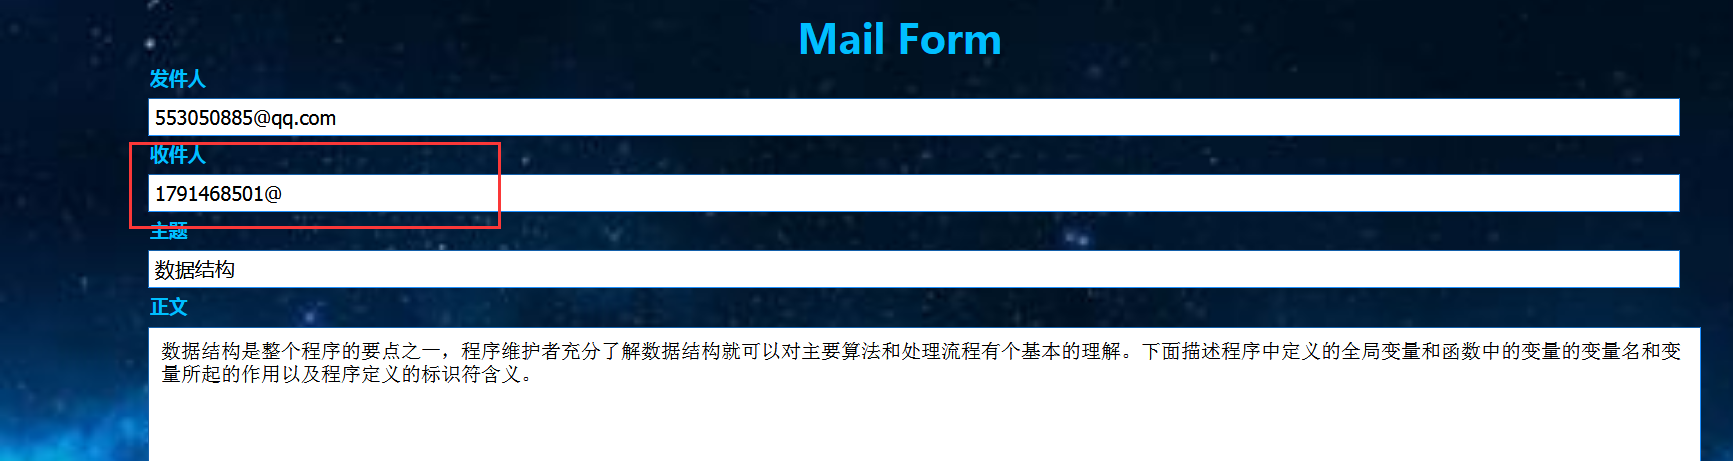 Mail Form
发件人
553050885@qq.com
收件人
1791468501@
主题
数据结构
正文
数据结构是整个程序的要点之一，程序维护者充分了解数据结构就可以对主要算法和处理流程有个基本的理解。下面描述程序中定义的全局变量和函数中的变量的变量名和变
量所起的作用以及程序定义的标识符含义。